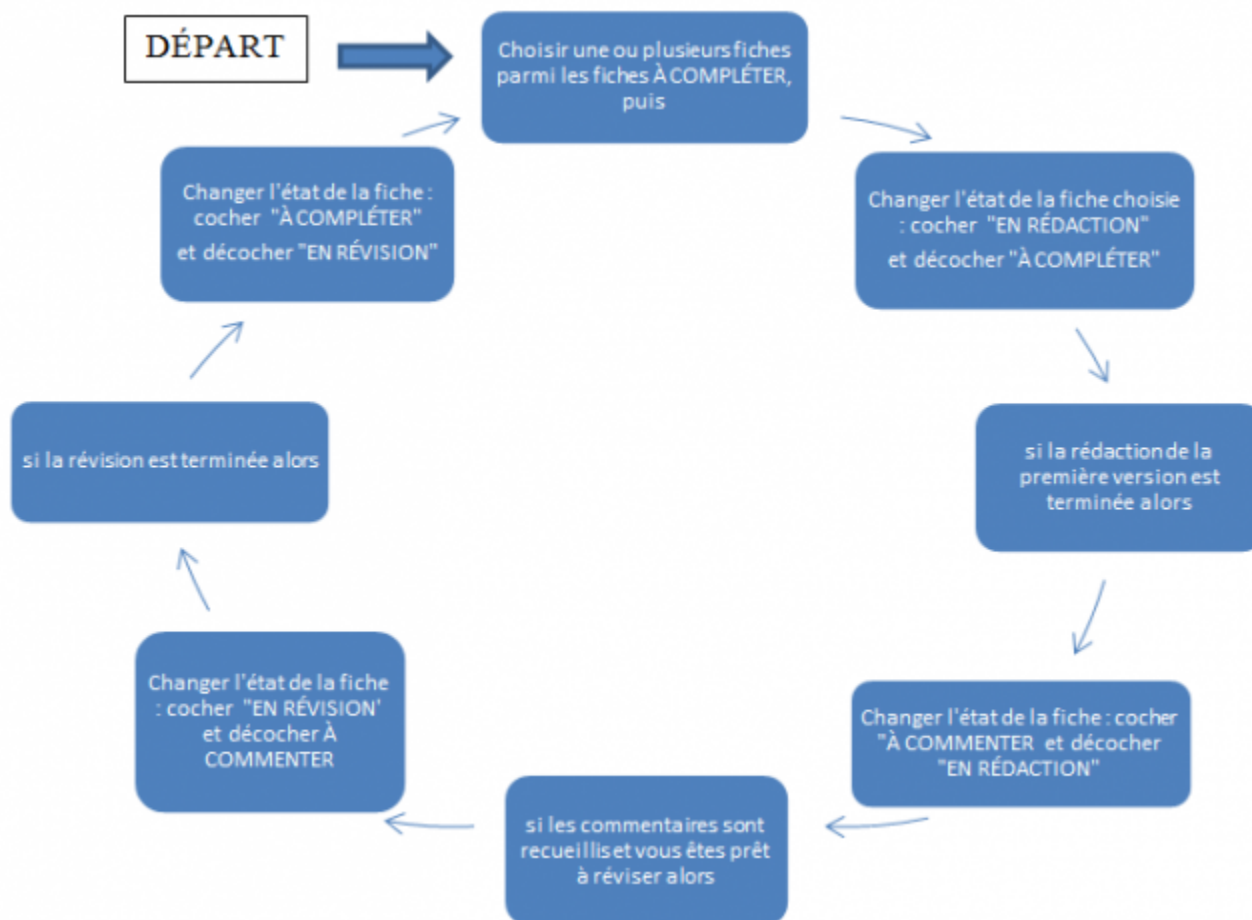 DÉPART
Choisir une ou plusieurs fiches
parmi les fiches À COMPLÉTER,
puis
Changer l'état de la fiche choisie
: cocher "EN RÉDACTION"
et décocher "À COMPLÉTER"
si la rédaction de la
première version est
terminée alors
Changer l'état de la fiche : cocher
"À COMMENTER et décocher
"EN RÉDACTION"
si les commentaires sont
recueillis et vous êtes prêt
à réviser alors
Changer l'état de la fiche
: cocher "EN RÉVISION'
et décocher À
COMMENTER
si la révision est terminée alors
Changer l'état de la fiche :
cocher "À COMPLÉTER"
et décocher "EN RÉVISION"